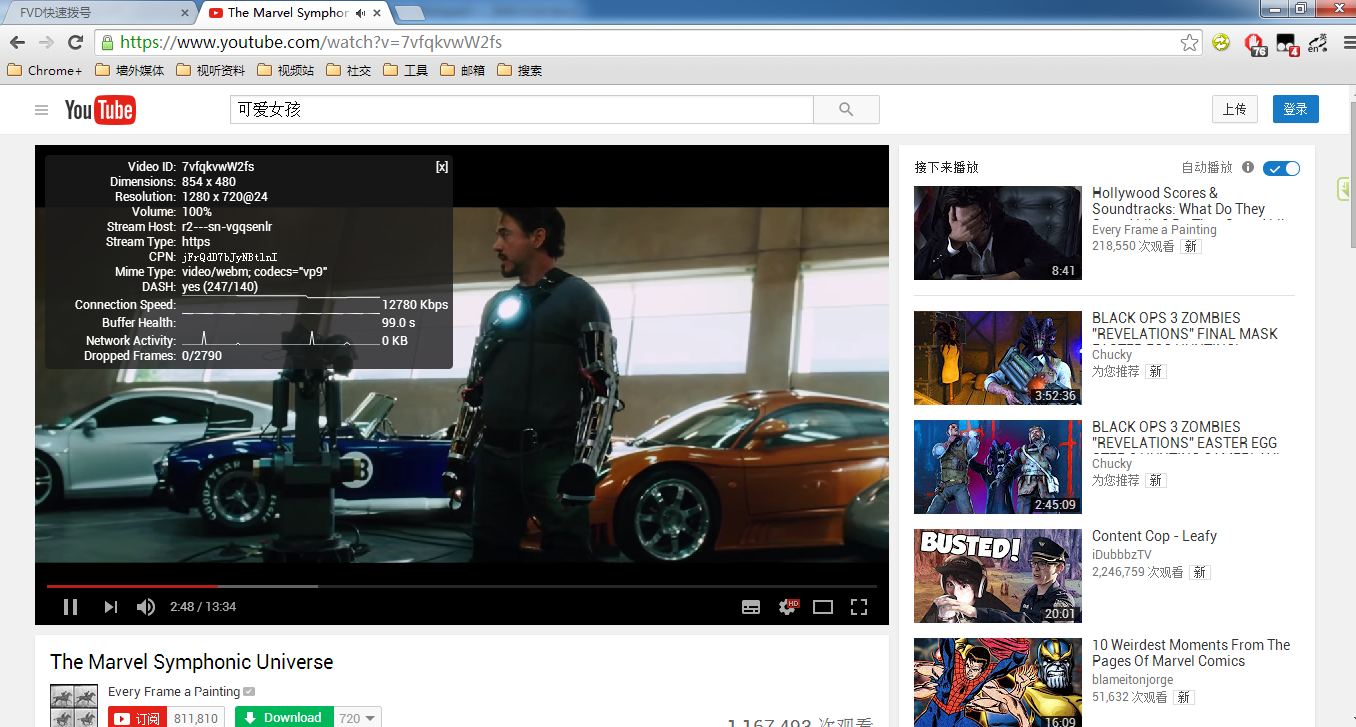 FVD快速拨号
The Marvel Symphor
https://www.youtube.com/watch?v=7vfqkvwW2fs
76
4
英
en
Chrome+
墙外媒体
视听资料
视频站
社交
工具
邮箱
搜索
YouTube
可爱女孩
上传
登录
Video ID: 7vfqkvwW2fs
[x]
Dimensions: 854 x 480
Resolution: 1280 x 720@24
Volume: 100%
Stream Host: r2---sn-vgqsenlr
Stream Type: https
CPN: jFrQdD7bJyNBtlnI
Mime Type: video/webm; codecs="vp9"
DASH: yes (247/140)
Connection Speed: 12780 Kbps
Buffer Health: 99.0 s
Network Activity: 0 KB
Dropped Frames: 0/2790
GOODYEAR
3
2:48 / 13:34
HD
The Marvel Symphonic Universe
Every Frame a Painting
订阅 811,810
Download 720
1,167,493 次观看
接下来播放
自动播放
Hollywood Scores &
Soundtracks: What Do They
Every Frame a Painting
218,550 次观看 新
8:41
BLACK OPS 3 ZOMBIES
"REVELATIONS" FINAL MASK
Chucky
为您推荐 新
3:52:36
BLACK OPS 3 ZOMBIES
"REVELATIONS" EASTER EGG
Chucky
为您推荐 新
2:45:09
BUSTED!
Content Cop - Leafy
iDubbbzTV
2,246,759 次观看 新
20:01
10 Weirdest Moments From The
Pages Of Marvel Comics
blameitonjorge
51,632 次观看 新
16:09